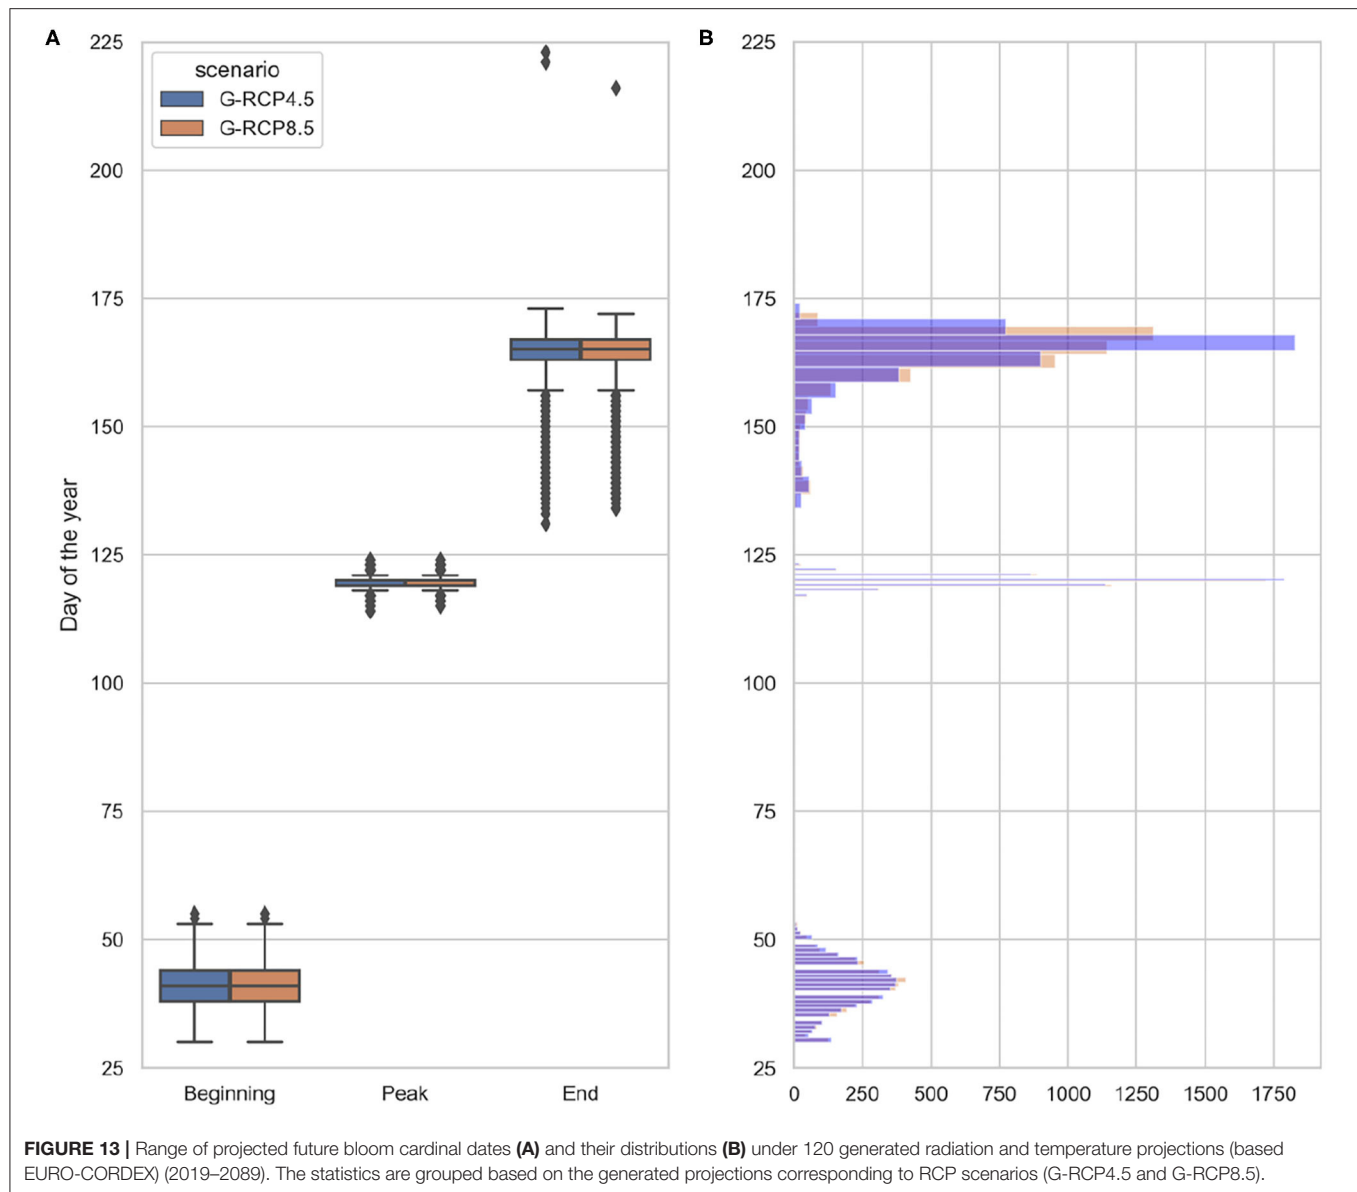 A
B
225
200
175
150
125
100
75
50
25
Day of the year
scenario
G-RCP4.5
G-RCP8.5
Beginning Peak End
225
200
175
150
125
100
75
50
25
0 250 500 750 1000 1250 1500 1750
FIGURE 13 | Range of projected future bloom cardinal dates (A) and their distributions (B) under 120 generated radiation and temperature projections (based
EURO-CORDEX) (2019–2089). The statistics are grouped based on the generated projections corresponding to RCP scenarios (G-RCP4.5 and G-RCP8.5).